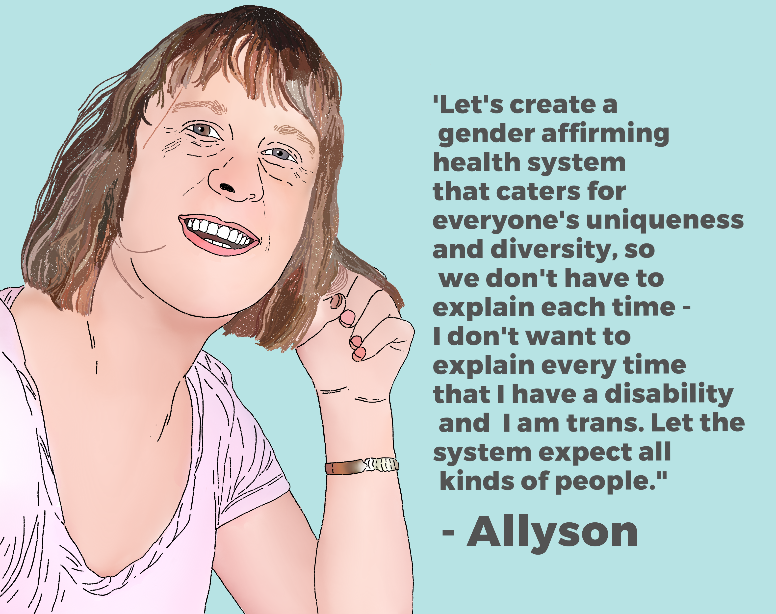 'Let's create a
gender affirming
health system
that caters for
everyone's uniqueness
and diversity, so
we don't have to
explain each time -
I don't want to
explain every time
that I have a disability
and I am trans. Let the
system expect all
kinds of people."
- Allyson